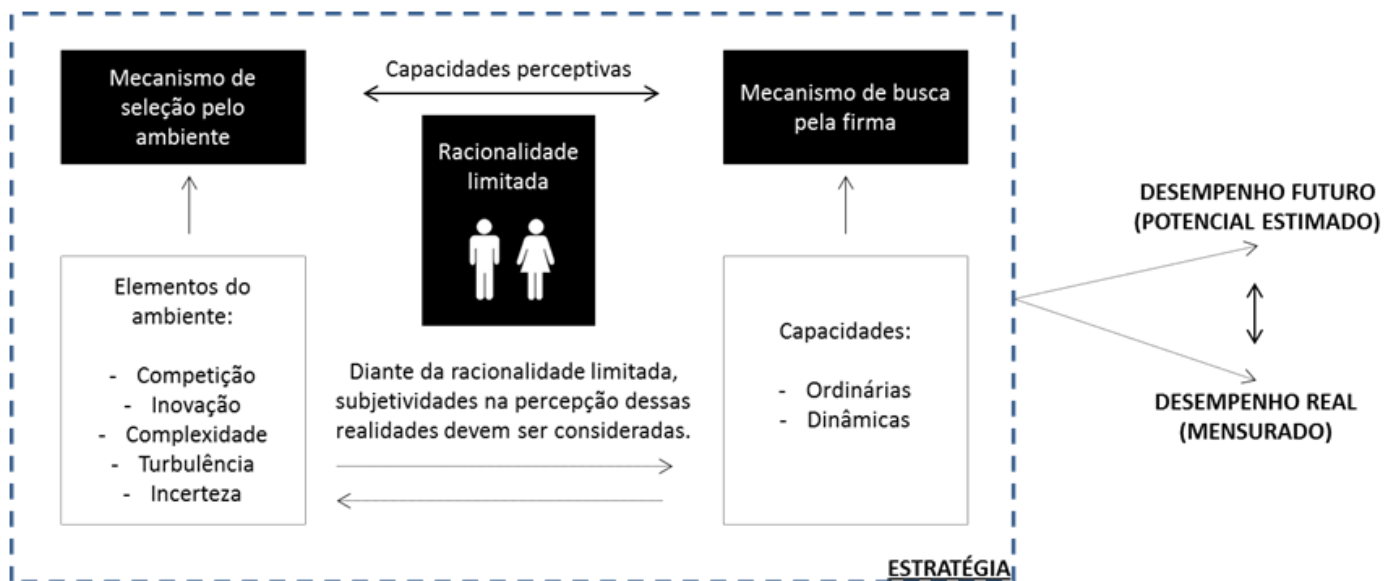 Mecanismo de
seleção pelo
ambiente
Capacidades perceptivas
Racionalidade
limitada
Mecanismo de busca
pela firma
Elementos do
ambiente:
- Competição
- Inovação
- Complexidade
- Turbulência
- Incerteza
Diante da racionalidade limitada,
subjetividades na percepção dessas
realidades devem ser consideradas.
Capacidades:
- Ordinárias
- Dinâmicas
ESTRATÉGIA
DESEMPENHO FUTURO
(POTENCIAL ESTIMADO)
DESEMPENHO REAL
(MENSURADO)